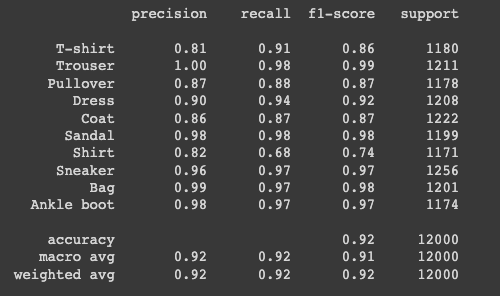 precision recall f1-score support
T-shirt 0.81 0.91 0.86 1180
Trouser 1.00 0.98 0.99 1211
Pullover 0.87 0.88 0.87 1178
Dress 0.90 0.94 0.92 1208
Coat 0.86 0.87 0.87 1222
Sandal 0.98 0.98 0.98 1199
Shirt 0.82 0.68 0.74 1171
Sneaker 0.96 0.97 0.97 1256
Bag 0.99 0.97 0.98 1201
Ankle boot 0.98 0.97 0.97 1174
accuracy 0.92 12000
macro avg 0.92 0.92 0.91 12000
weighted avg 0.92 0.92 0.92 12000